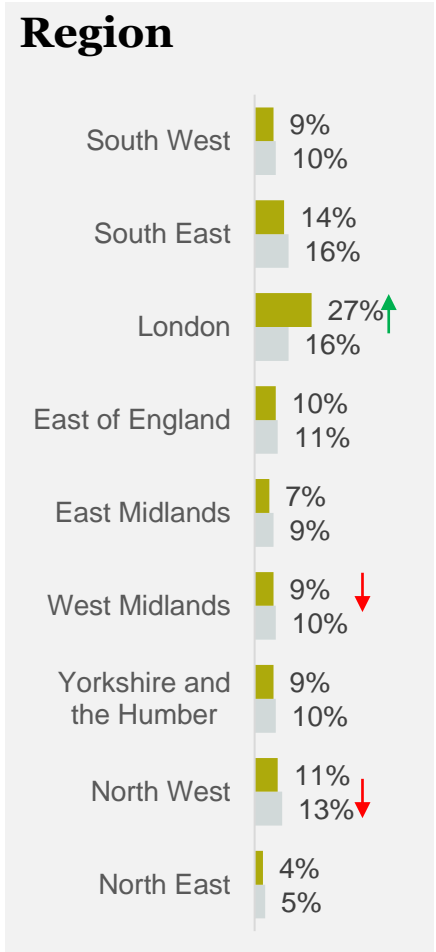 Region
South West
9%
10%
South East
14%
16%
London
27%
16%
East of England
10%
11%
East Midlands
7%
9%
West Midlands
9%
10%
Yorkshire and
the Humber
9%
10%
North West
11%
13%
North East
4%
5%